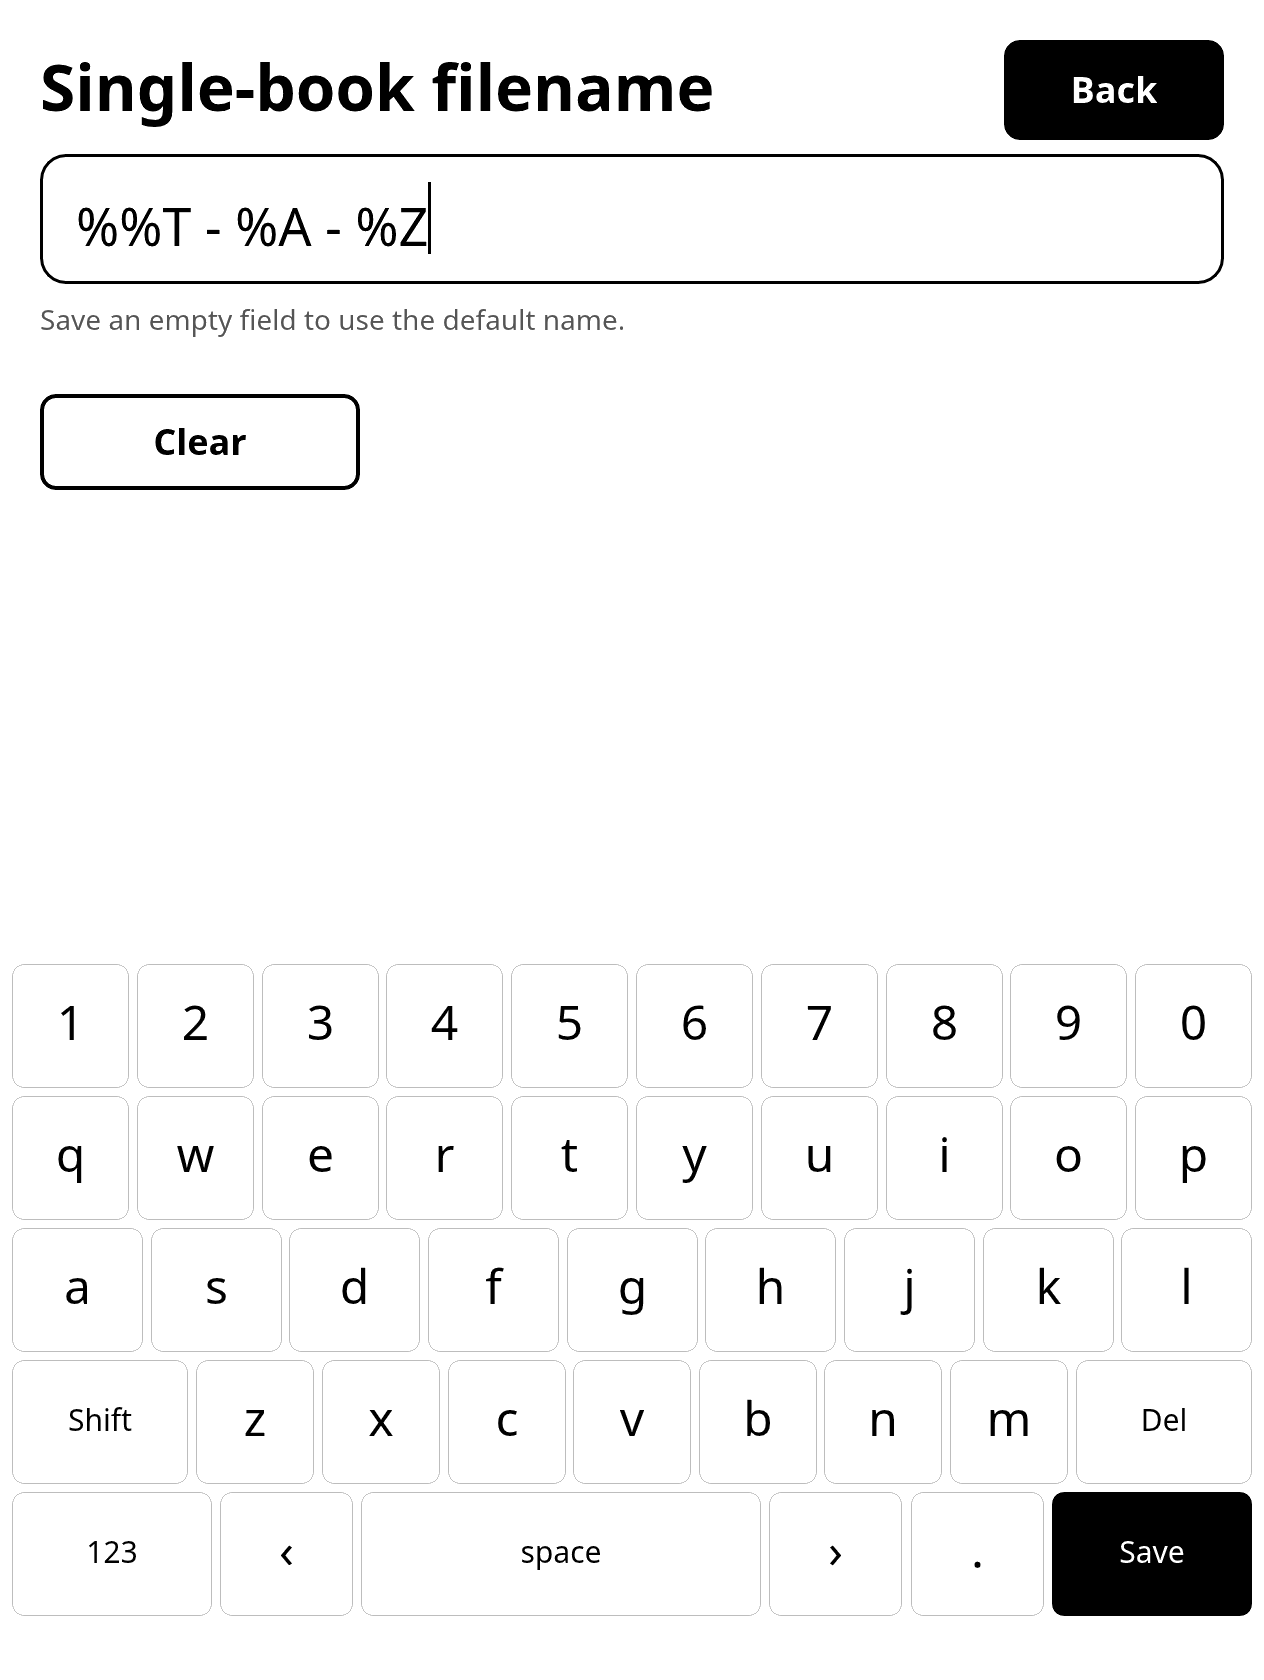 Single-book filename
Back
%%T - %A - %Z
Save an empty field to use the default name.
Clear
1 2 3 4 5 6 7 8 9 0
q w e r t y u i o p
a s d f g h j k l
Shift z x c v b n m Del
123 ‹ space › . Save